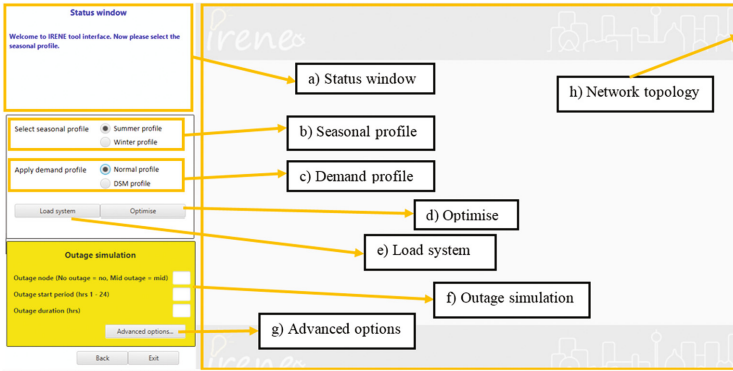 Status window
Welcome to IRENE tool interface. Now please select the
seasonal profile.
Select seasonal profile
Summer profile
Winter profile
Apply demand profile
Normal profile
DSM profile
Load system
Optimise
Outage simulation
Outage node (No outage = no, Mid outage = mid)
Outage start period (hrs 1 - 24)
Outage duration (hrs)
Advanced options...
Back
Exit
irene
a) Status window
h) Network topology
b) Seasonal profile
c) Demand profile
d) Optimise
e) Load system
f) Outage simulation
g) Advanced options
irene